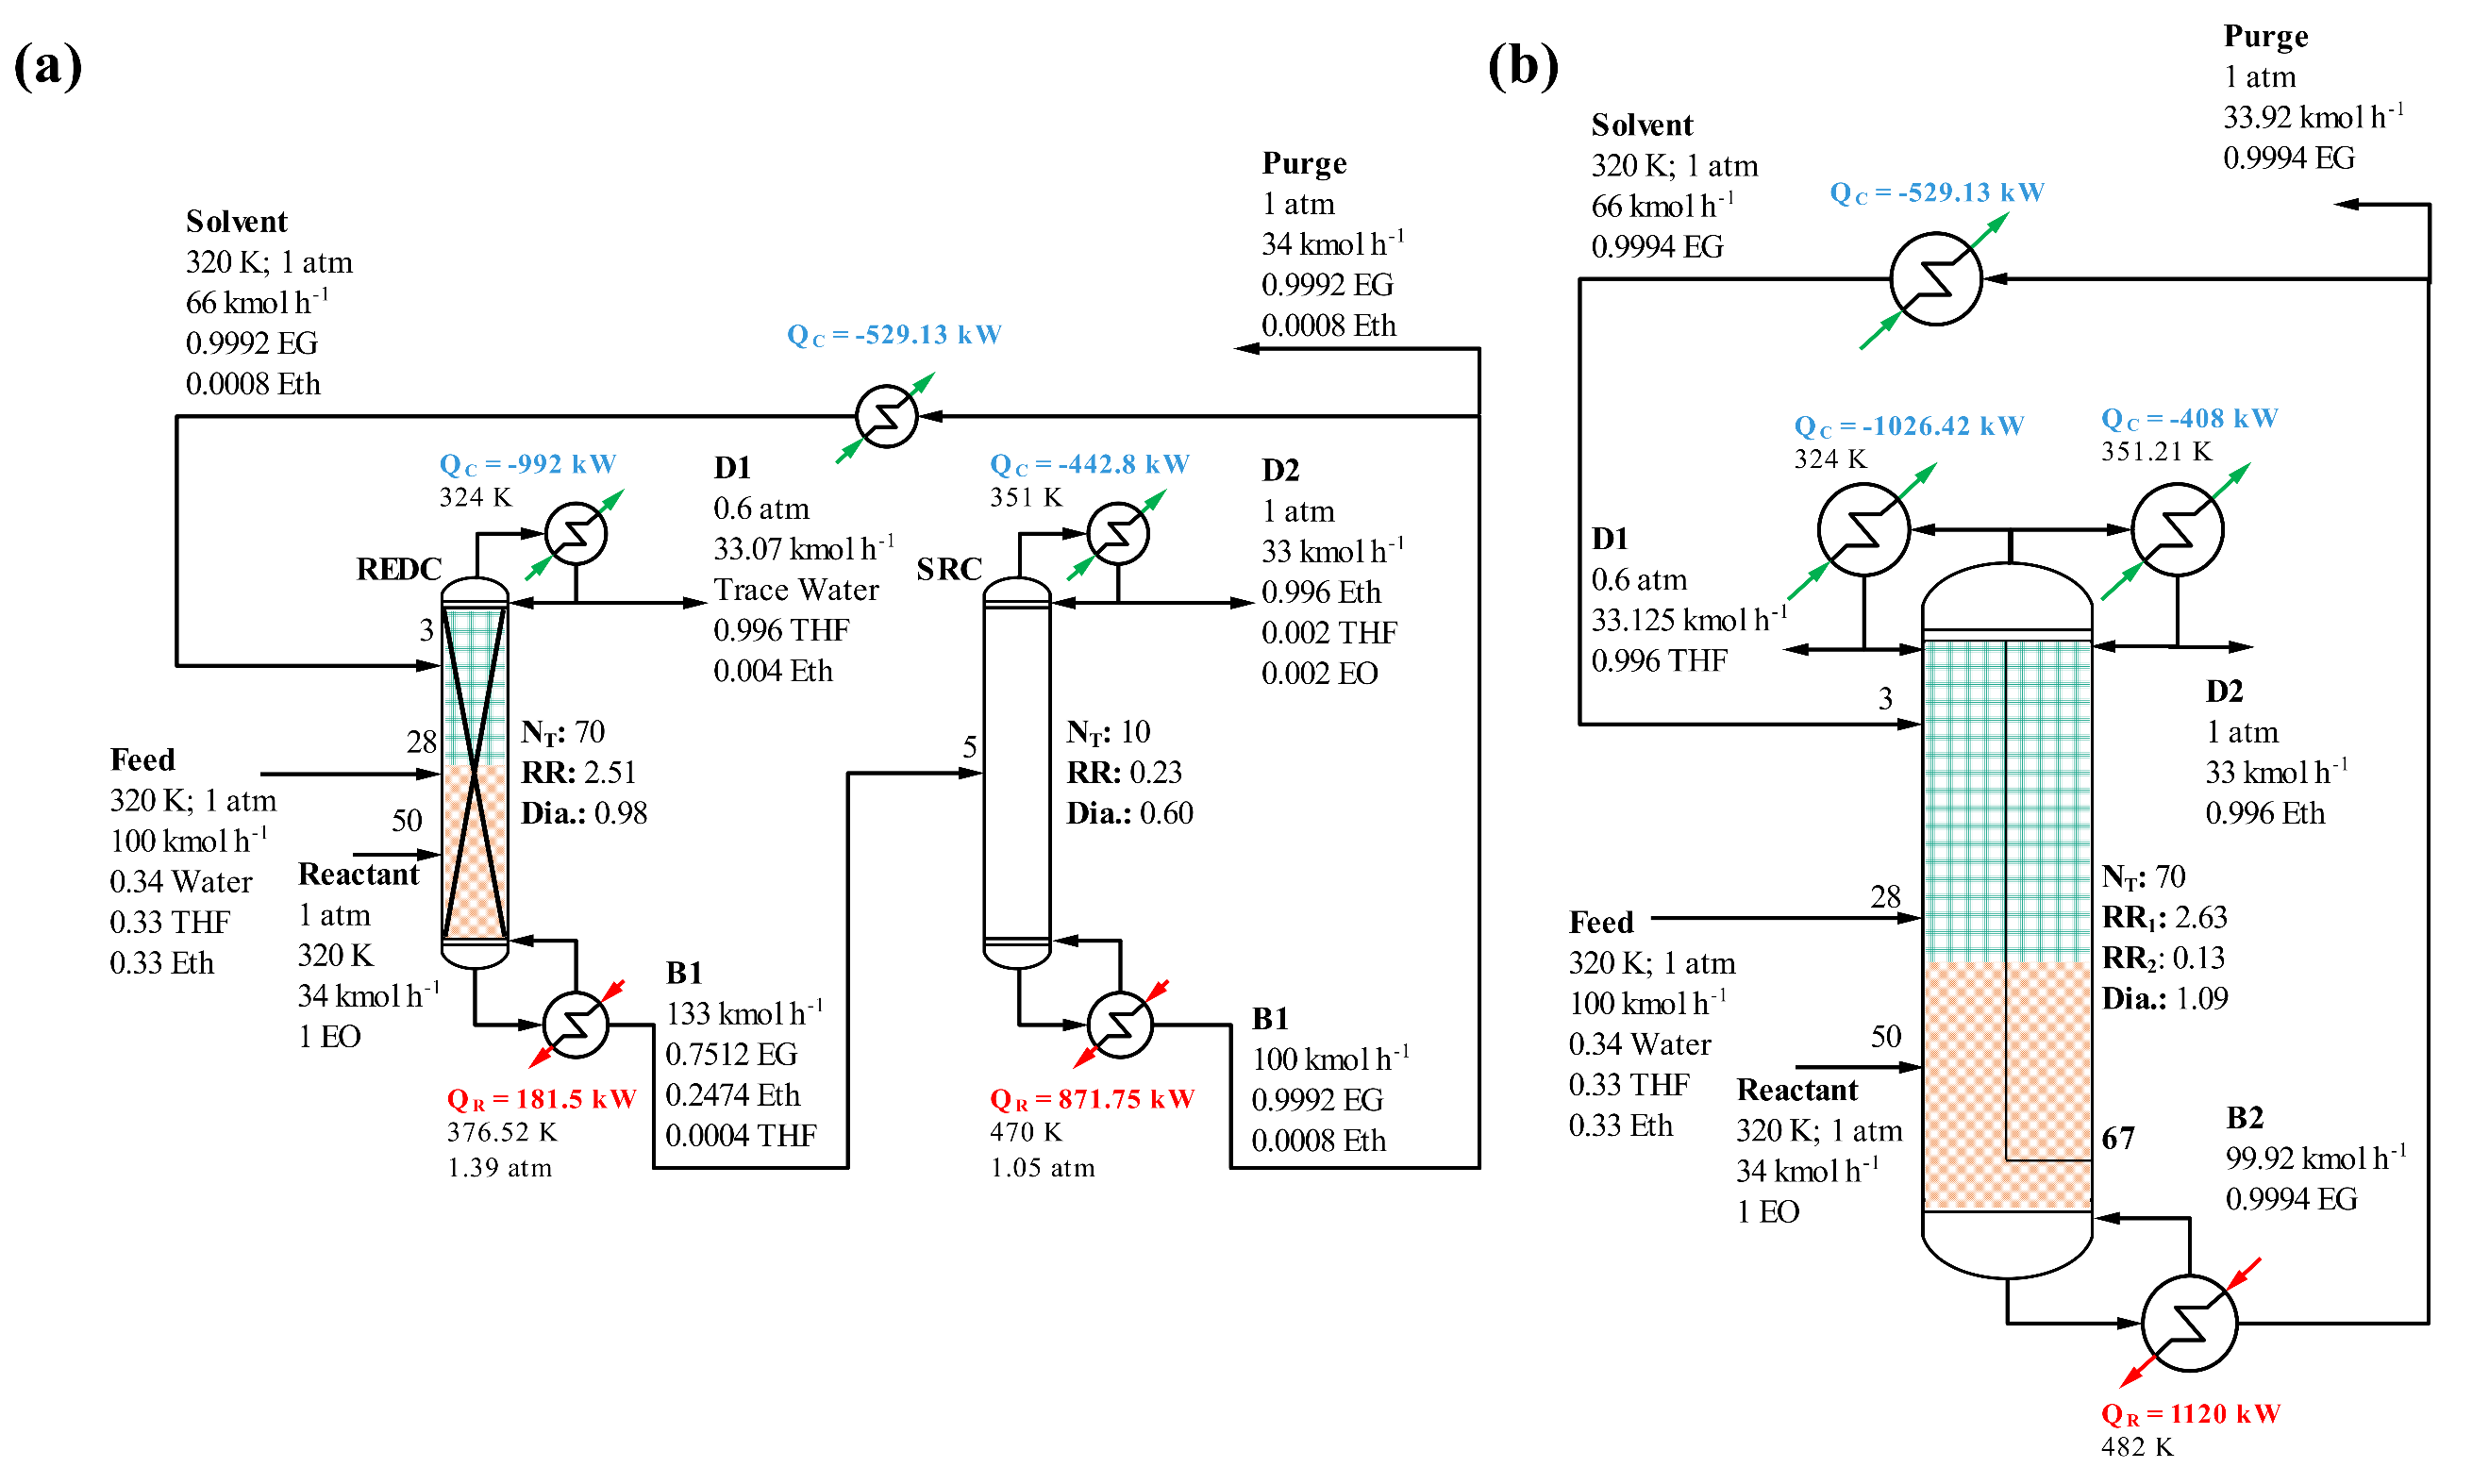 (a)
Solvent
320 K; 1 atm
66 kmol h-1
0.9992 EG
0.0008 Eth
Purge
1 atm
34 kmol h-1
0.9992 EG
0.0008 Eth
QC = -529.13 kW
QC = -992 kW
324 K
D1
0.6 atm
33.07 kmol h-1
Trace Water
0.996 THF
0.004 Eth
QC = -442.8 kW
351 K
D2
1 atm
33 kmol h-1
0.996 Eth
0.002 THF
0.002 EO
REDC
SRC
3
28
50
5
Feed
320 K; 1 atm
100 kmol h-1
0.34 Water
0.33 THF
0.33 Eth
Reactant
1 atm
320 K
34 kmol h-1
1 EO
NT: 70
RR: 2.51
Dia.: 0.98
NT: 10
RR: 0.23
Dia.: 0.60
B1
133 kmol h-1
0.7512 EG
0.2474 Eth
0.0004 THF
QR = 181.5 kW
376.52 K
1.39 atm
QR = 871.75 kW
470 K
1.05 atm
B1
100 kmol h-1
0.9992 EG
0.0008 Eth
(b)
Purge
1 atm
33.92 kmol h-1
0.9994 EG
Solvent
320 K; 1 atm
66 kmol h-1
0.9994 EG
QC = -529.13 kW
QC = -1026.42 kW
324 K
QC = -408 kW
351.21 K
D1
0.6 atm
33.125 kmol h-1
0.996 THF
3
D2
1 atm
33 kmol h-1
0.996 Eth
28
Feed
320 K; 1 atm
100 kmol h-1
0.34 Water
0.33 THF
0.33 Eth
NT: 70
RR1: 2.63
RR2: 0.13
Dia.: 1.09
50
Reactant
320 K; 1 atm
34 kmol h-1
1 EO
67
B2
99.92 kmol h-1
0.9994 EG
QR = 1120 kW
482 K